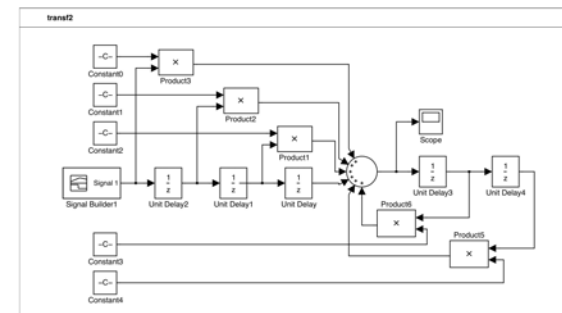 transf2
-C-
Constant0
×
Product3
-C-
Constant1
×
Product2
-C-
Constant2
×
Product1
Scope
Signal 1
Signal Builder1
1
z
Unit Delay2
1
z
Unit Delay1
1
z
Unit Delay
1
z
Unit Delay3
1
z
Unit Delay4
Product6
×
Product5
×
-C-
Constant3
-C-
Constant4